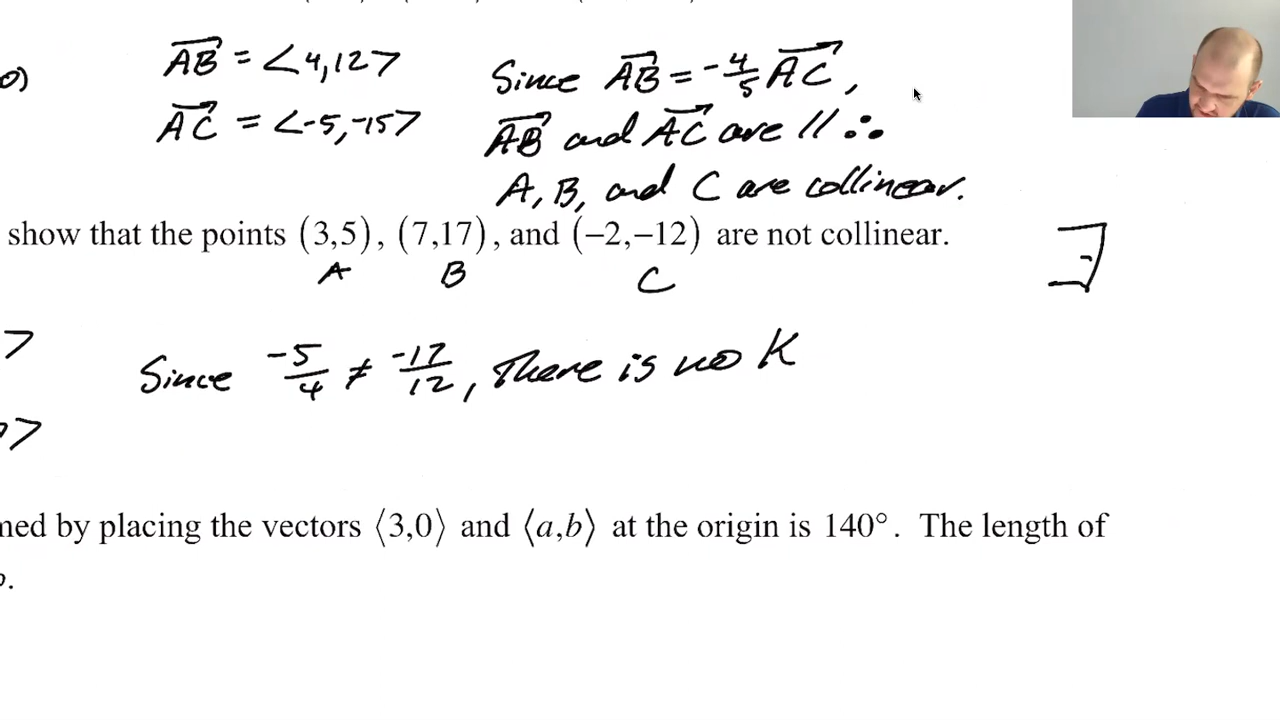 0)
AB = <4,12>
AC = <-5,-15>
Since AB = -4/5 AC,
AB and AC are // ∴
A, B, and C are collinear.
show that the points (3,5), (7,17), and (−2,−12) are not collinear.
A B C
∃
>
Since -5/4 ≠ -17/12, There is no K
>
med by placing the vectors ⟨3,0⟩ and ⟨a,b⟩ at the origin is 140°. The length of